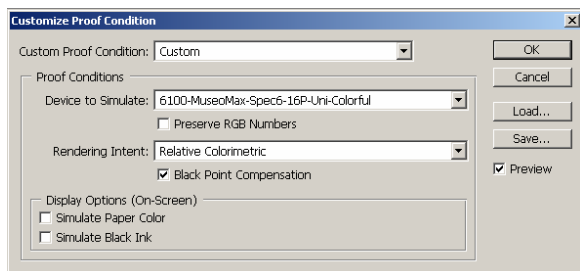 Customize Proof Condition
Custom Proof Condition: Custom
OK
Proof Conditions
Cancel
Device to Simulate: 6100-MuseoMax-Spec6-16P-Uni-Colorful
Load...
Preserve RGB Numbers
Save...
Rendering Intent: Relative Colorimetric
Preview
Black Point Compensation
Display Options (On-Screen)
Simulate Paper Color
Simulate Black Ink